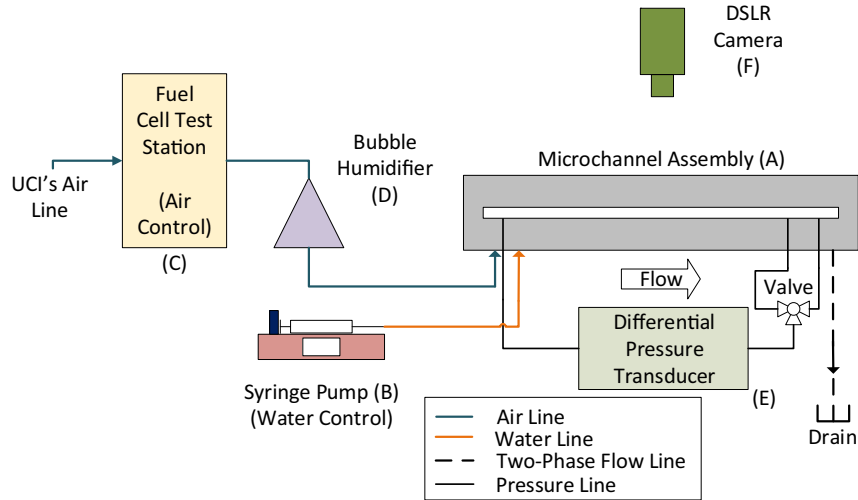 DSLR
Camera
(F)
Fuel
Cell Test
Station
(Air
Control)
(C)
UCI's Air
Line
Bubble
Humidifier
(D)
Microchannel Assembly (A)
Flow
Valve
Differential
Pressure
Transducer
(E)
Syringe Pump (B)
(Water Control)
Drain
Air Line
Water Line
Two-Phase Flow Line
Pressure Line